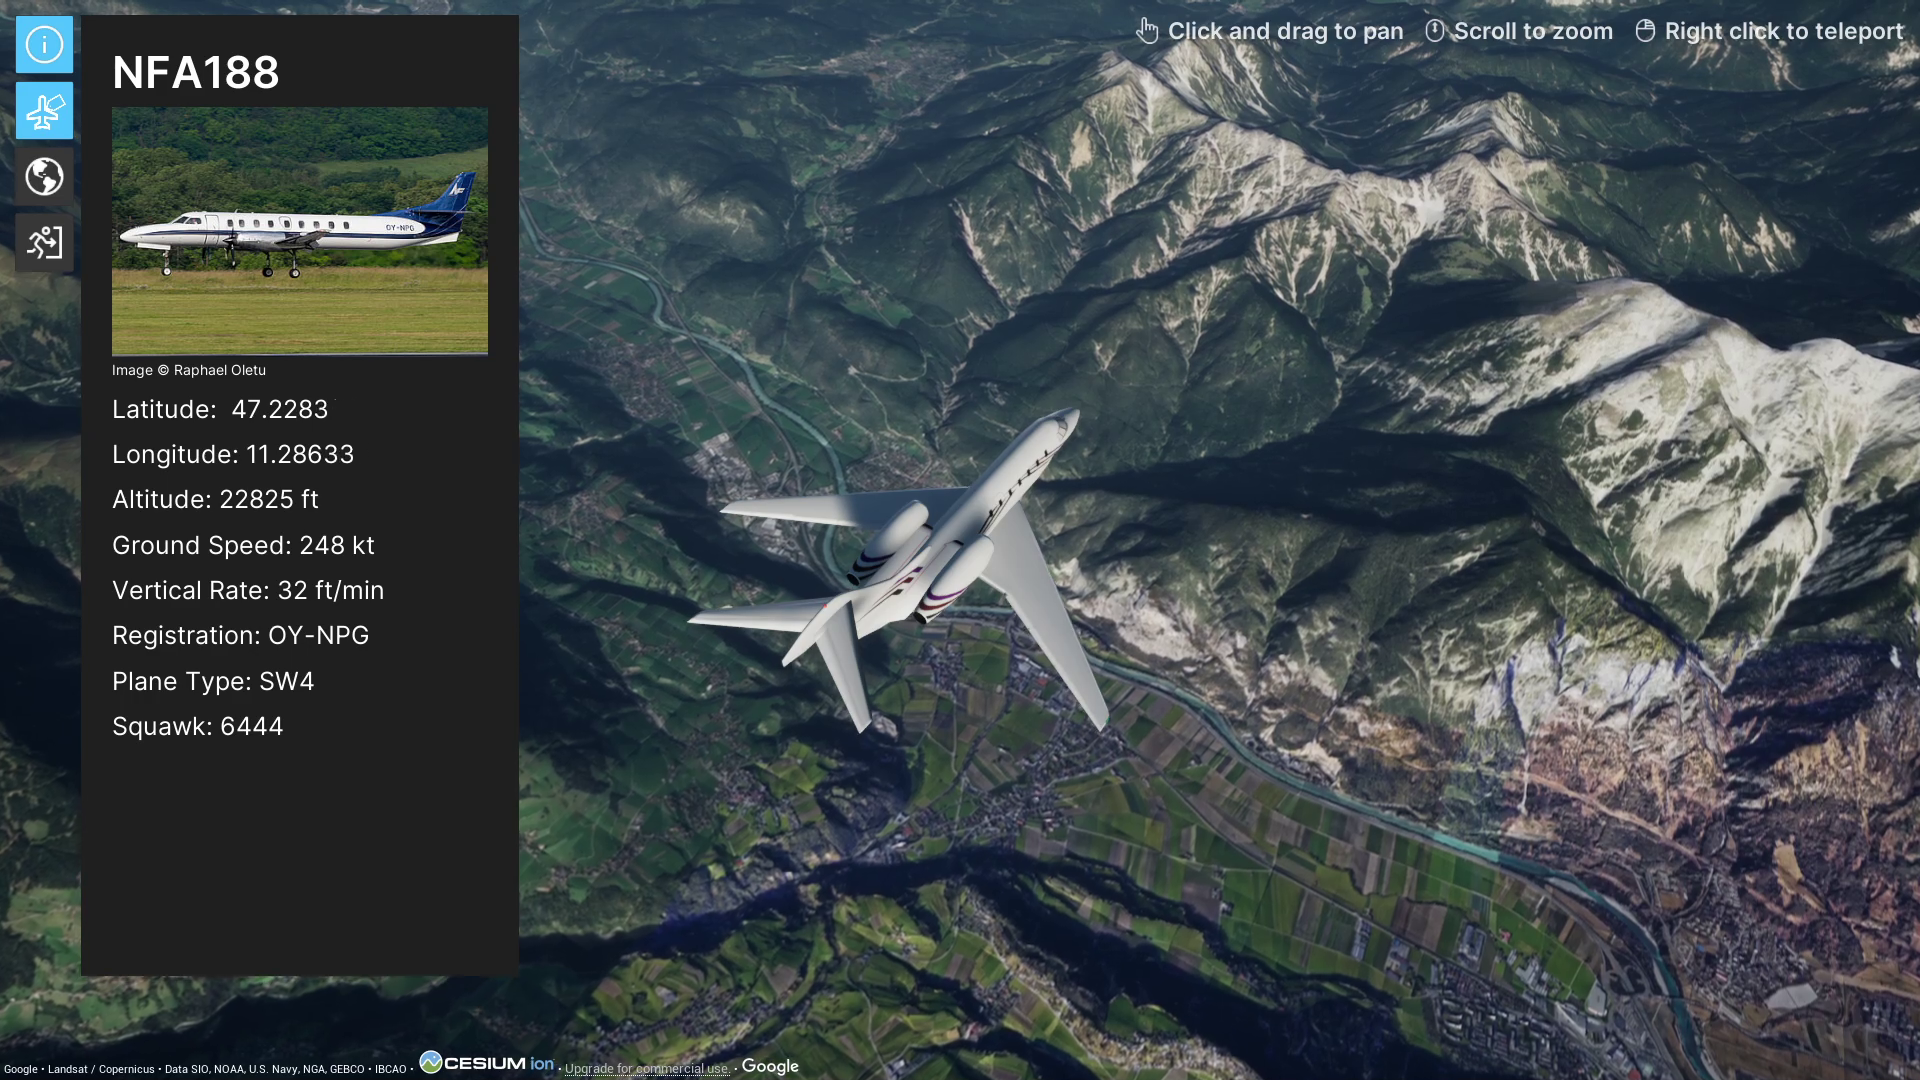 Click and drag to pan
Scroll to zoom
Right click to teleport
NFA188
NF
OY-NPG
Image © Raphael Oletu
Latitude: 47.2283
Longitude: 11.28633
Altitude: 22825 ft
Ground Speed: 248 kt
Vertical Rate: 32 ft/min
Registration: OY-NPG
Plane Type: SW4
Squawk: 6444
Google • Landsat / Copernicus • Data SIO, NOAA, U.S. Navy, NGA, GEBCO • IBCAO • CESIUM ion • Upgrade for commercial use. • Google